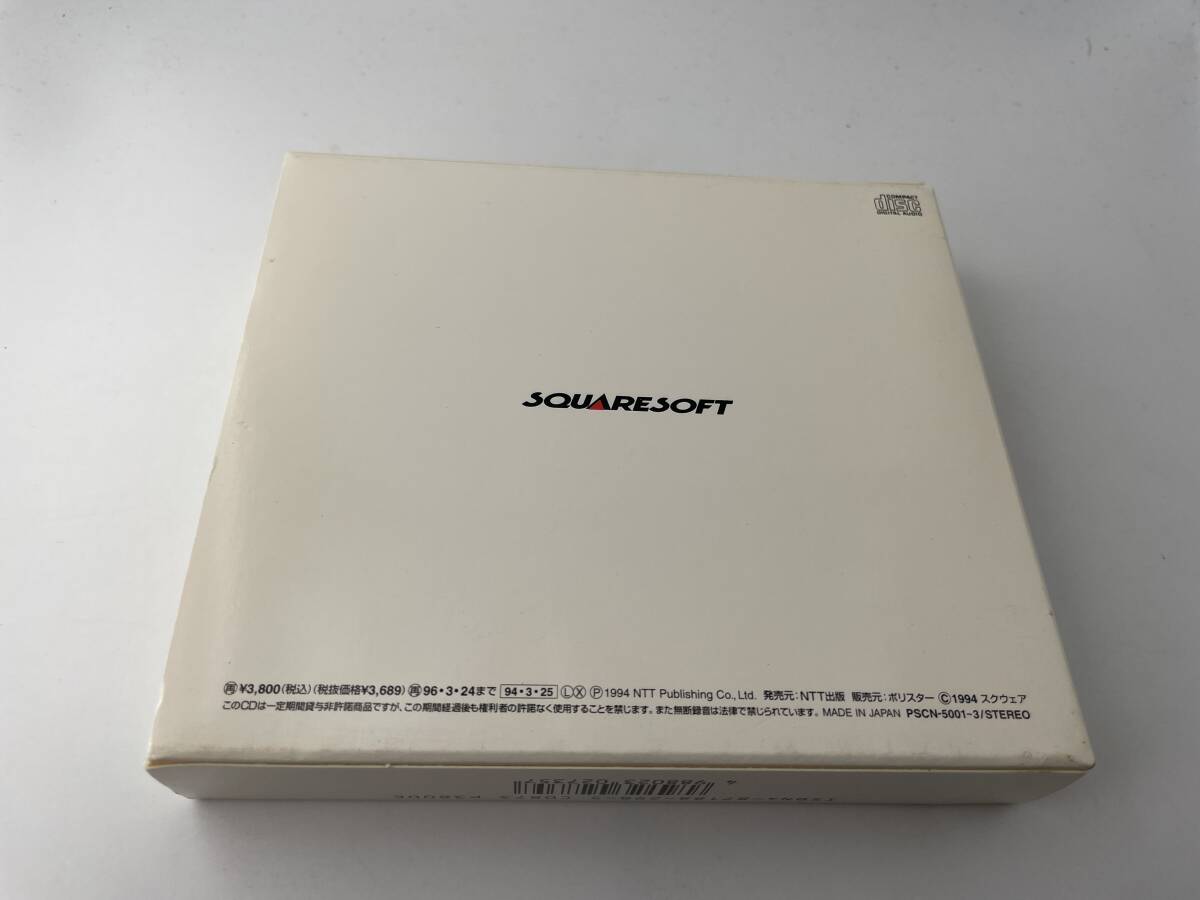 COMPACT
disc
DIGITAL AUDIO
SQUARESOFT
再 ¥3,800(税込)(税抜価格¥3,689) 再 96・3・24まで 94・3・25 Ⓛ Ⓧ Ⓟ1994 NTT Publishing Co., Ltd. 発売元:NTT出版 販売元:ポリスター ©1994 スクウェア
このCDは一定期間貸与非許諾商品ですが、この期間経過後も権利者の許諾なく使用することを禁じます。また無断録音は法律で禁じられています。 MADE IN JAPAN PSCN-5001~3/STEREO
4 988023 027337